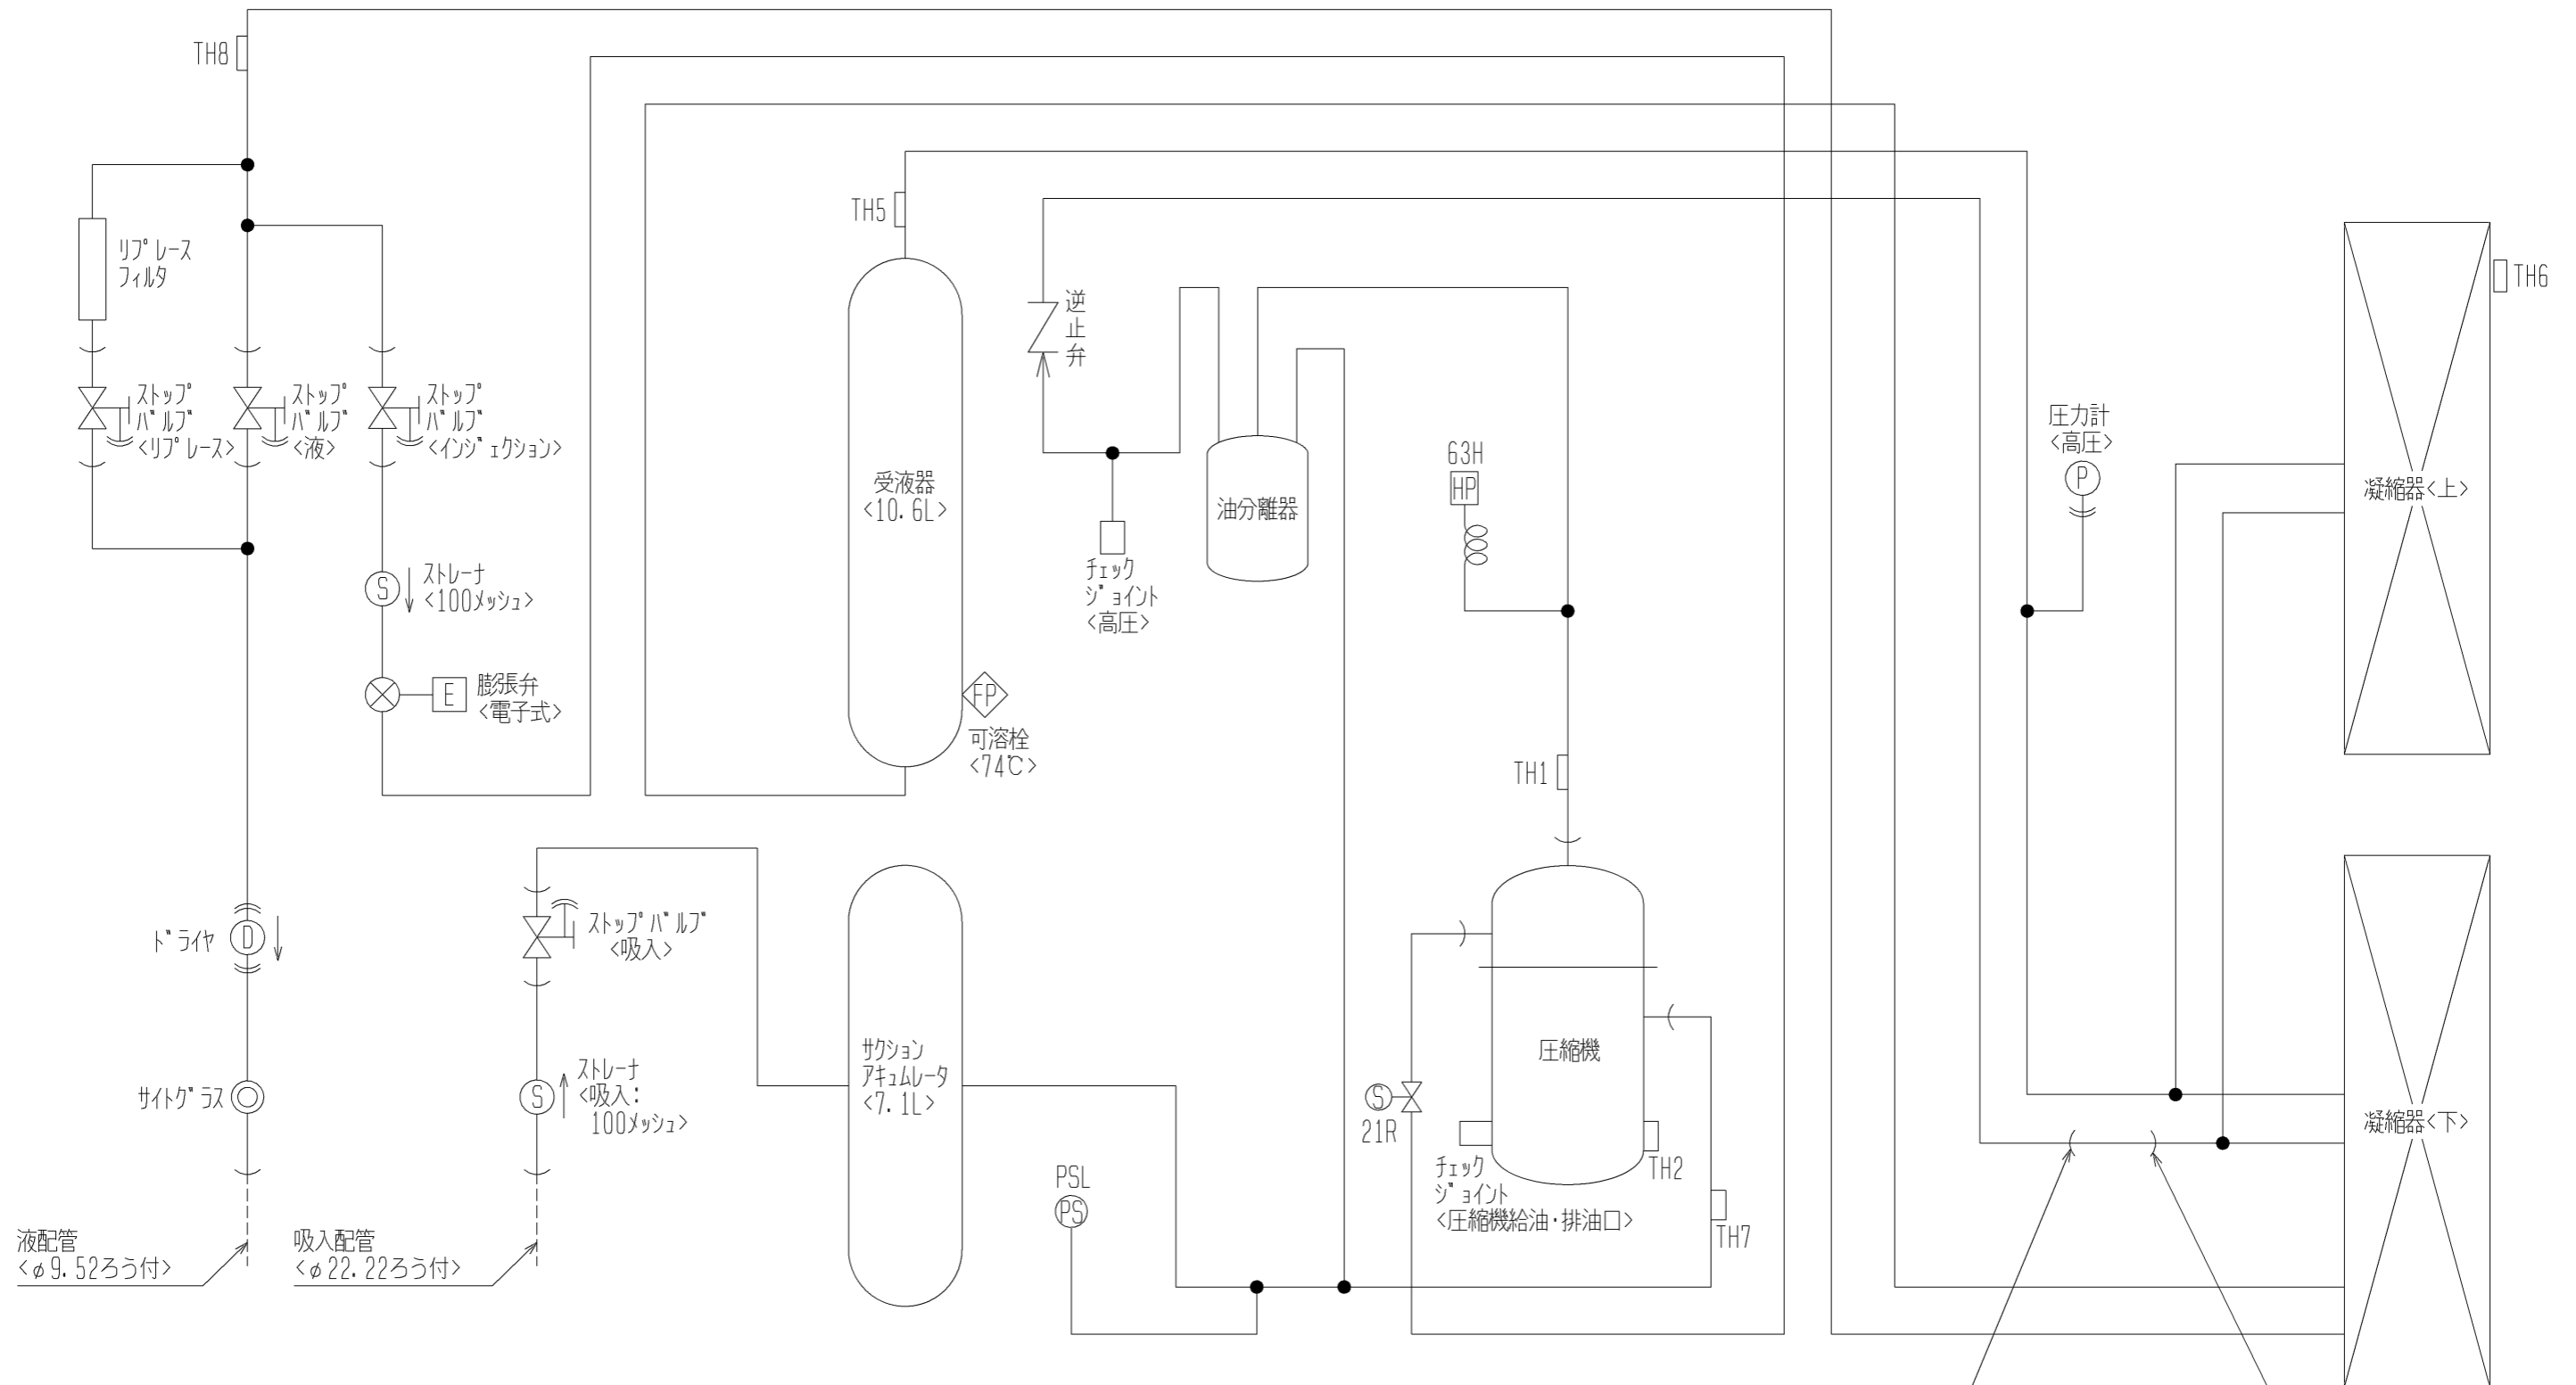 TH8
リプレース
フィルタ
ストップ
バルブ
<リプレース>
ストップ
バルブ
<液>
ストップ
バルブ
<インジェクション>
S
ストレーナ
<100メッシュ>
E
膨張弁
<電子式>
TH5
受液器
<10.6L>
FP
可溶栓
<74℃>
逆
止
弁
チェック
ジョイント
<高圧>
油分離器
63H
HP
TH1
圧力計
<高圧>
P
TH6
凝縮器<上>
凝縮器<下>
ドライヤ
D
サイトグラス
液配管
<φ9.52ろう付>
ストップバルブ
<吸入>
S
ストレーナ
<吸入:
100メッシュ>
吸入配管
<φ22.22ろう付>
サクション
アキュムレータ
<7.1L>
PSL
PS
圧縮機
S
21R
チェック
ジョイント
<圧縮機給油・排油口>
TH2
TH7